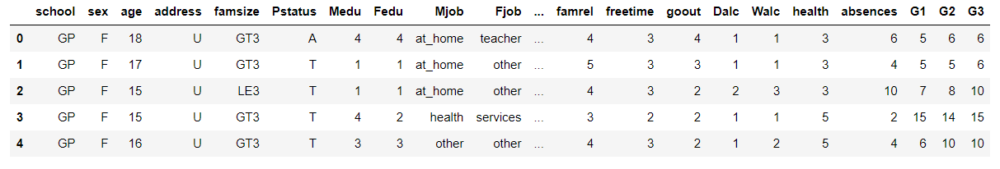 school sex age address famsize Pstatus Medu Fedu Mjob Fjob ... famrel freetime goout Dalc Walc health absences G1 G2 G3
0 GP F 18 U GT3 A 4 4 at_home teacher ... 4 3 4 1 1 3 6 5 6 6
1 GP F 17 U GT3 T 1 1 at_home other ... 5 3 3 1 1 3 4 5 5 6
2 GP F 15 U LE3 T 1 1 at_home other ... 4 3 2 2 3 3 10 7 8 10
3 GP F 15 U GT3 T 4 2 health services ... 3 2 2 1 1 5 2 15 14 15
4 GP F 16 U GT3 T 3 3 other other ... 4 3 2 1 2 5 4 6 10 10